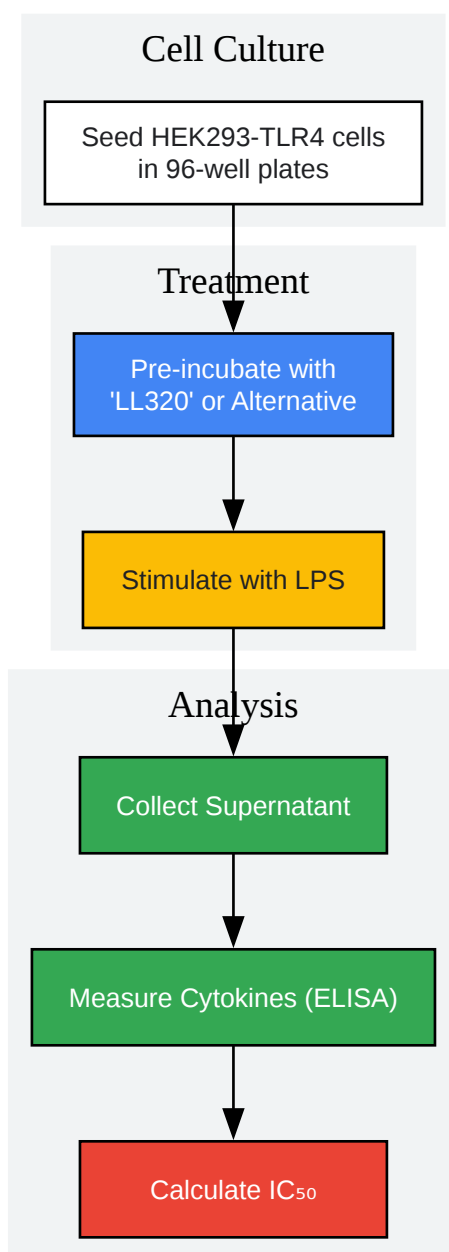 Cell Culture
Seed HEK293-TLR4 cells
in 96-well plates
Treatment
Pre-incubate with
'LL320' or Alternative
Stimulate with LPS
Analysis
Collect Supernatant
Measure Cytokines (ELISA)
Calculate IC₅₀